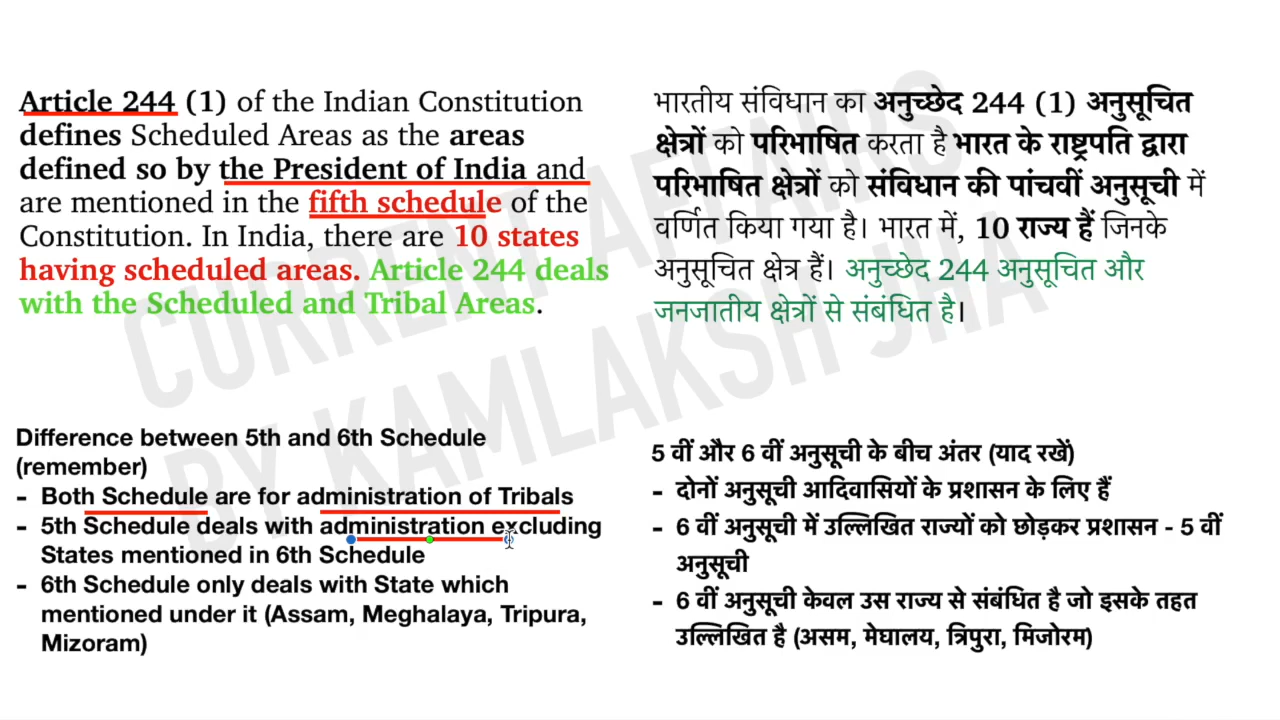 Article 244 (1) of the Indian Constitution
defines Scheduled Areas as the areas
defined so by the President of India and
are mentioned in the fifth schedule of the
Constitution. In India, there are 10 states
having scheduled areas. Article 244 deals
with the Scheduled and Tribal Areas.
भारतीय संविधान का अनुच्छेद 244 (1) अनुसूचित
क्षेत्रों को परिभाषित करता है भारत के राष्ट्रपति द्वारा
परिभाषित क्षेत्रों को संविधान की पांचवीं अनुसूची में
वर्णित किया गया है। भारत में, 10 राज्य हैं जिनके
अनुसूचित क्षेत्र हैं। अनुच्छेद 244 अनुसूचित और
जनजातीय क्षेत्रों से संबंधित है।
Difference between 5th and 6th Schedule
(remember)
- Both Schedule are for administration of Tribals
- 5th Schedule deals with administration excluding
States mentioned in 6th Schedule
- 6th Schedule only deals with State which
mentioned under it (Assam, Meghalaya, Tripura,
Mizoram)
5 वीं और 6 वीं अनुसूची के बीच अंतर (याद रखें)
- दोनों अनुसूची आदिवासियों के प्रशासन के लिए हैं
- 6 वीं अनुसूची में उल्लिखित राज्यों को छोड़कर प्रशासन - 5 वीं
अनुसूची
- 6 वीं अनुसूची केवल उस राज्य से संबंधित है जो इसके तहत
उल्लिखित है (असम, मेघालय, त्रिपुरा, मिजोरम)
CURRENT AFFAIRS
BY KAMLAKSH JHA